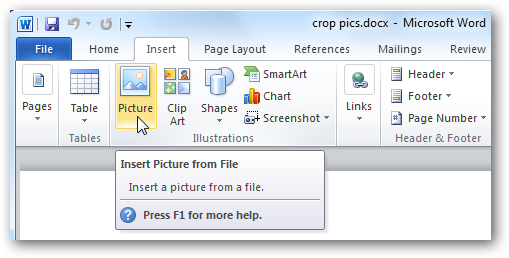 W
crop pics.docx - Microsoft Word
File Home Insert Page Layout References Mailings Review
Pages
Table
Picture
Clip
Art
Shapes
SmartArt
Chart
Screenshot
Links
Header
Footer
Page Number
Tables
Illustrations
Header & Footer
Insert Picture from File
Insert a picture from a file.
Press F1 for more help.